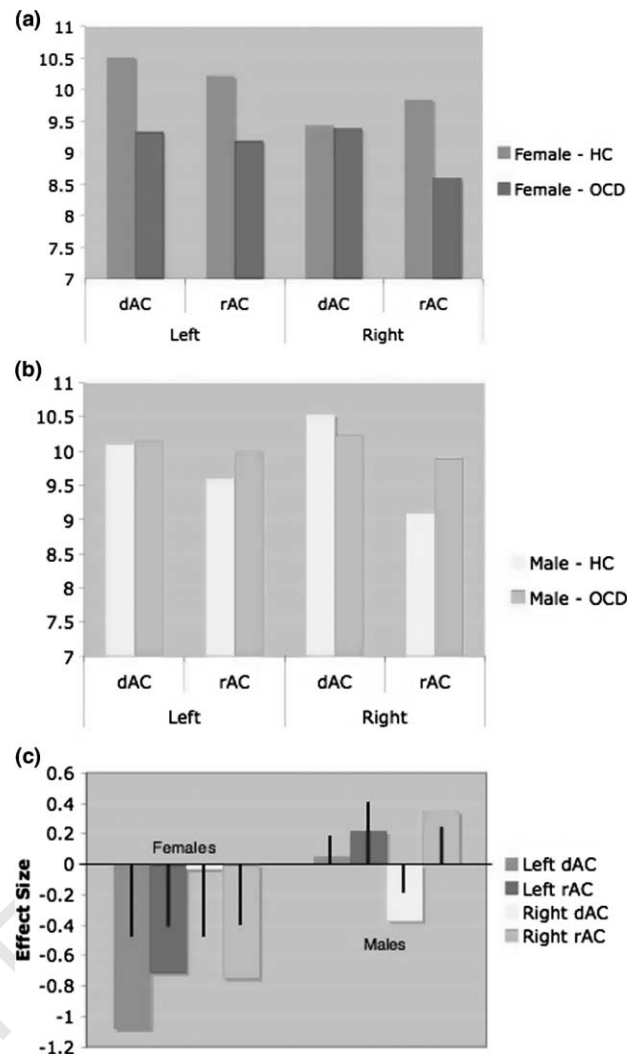 (a)
11
10.5
10
9.5
9
8.5
8
7.5
7
dAC rAC dAC rAC
Left Right
Female - HC
Female - OCD
(b)
11
10.5
10
9.5
9
8.5
8
7.5
7
dAC rAC dAC rAC
Left Right
Male - HC
Male - OCD
(c)
0.6
0.4
0.2
0
-0.2
-0.4
-0.6
-0.8
-1
-1.2
Effect Size
Females
Males
Left dAC
Left rAC
Right dAC
Right rAC